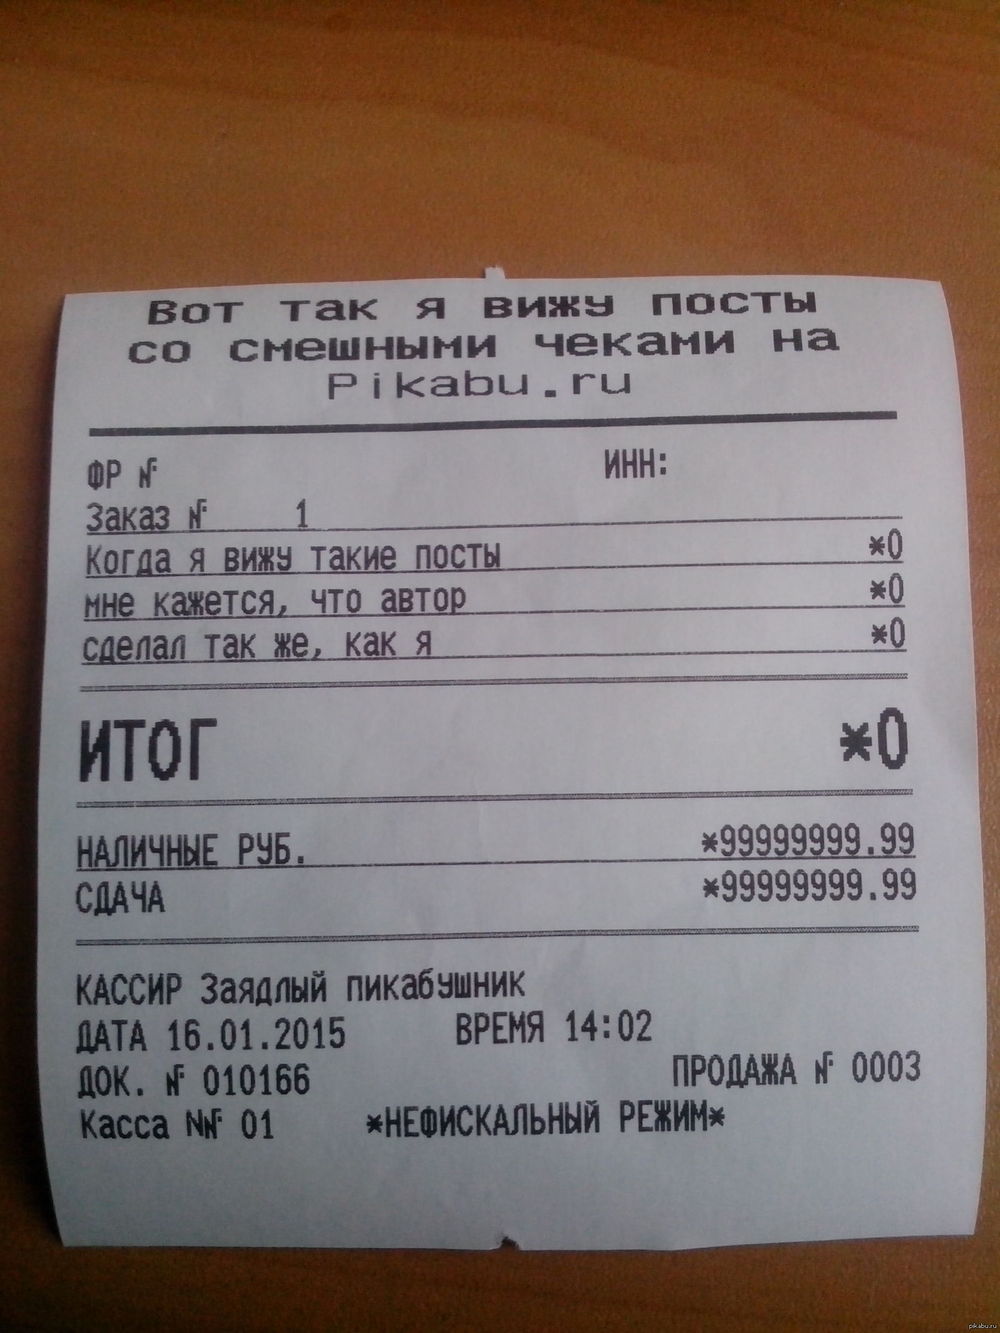 Вот так я вижу посты
со смешными чеками на
Pikabu.ru
ФР № ИНН:
Заказ № 1
Когда я вижу такие посты *0
мне кажется, что автор *0
сделал так же, как я *0
ИТОГ *0
НАЛИЧНЫЕ РУБ. *99999999.99
СДАЧА *99999999.99
КАССИР Заядлый пикабушник
ДАТА 16.01.2015 ВРЕМЯ 14:02
ДОК. № 010166 ПРОДАЖА № 0003
Касса N№ 01 *НЕФИСКАЛЬНЫЙ РЕЖИМ*
pikabu.ru